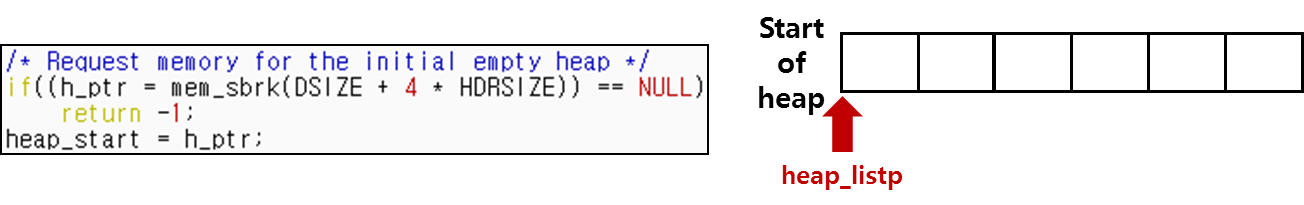 /* Request memory for the initial empty heap */
if((h_ptr = mem_sbrk(DSIZE + 4 * HDRSIZE)) == NULL)
    return -1;
heap_start = h_ptr;
Start
of
heap
heap_listp